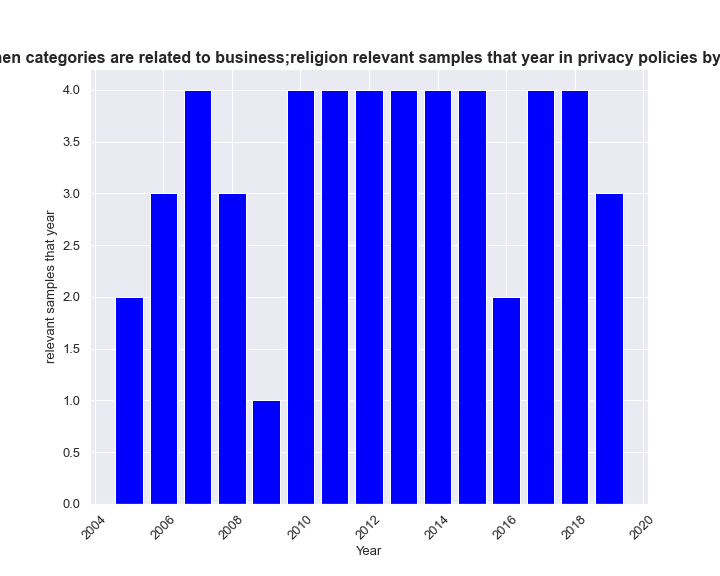 categories are related to business;religion relevant samples that year in privacy policies by
4.0
3.5
3.0
2.5
2.0
1.5
1.0
0.5
0.0
relevant samples that year
2004 2006 2008 2010 2012 2014 2016 2018 2020
Year